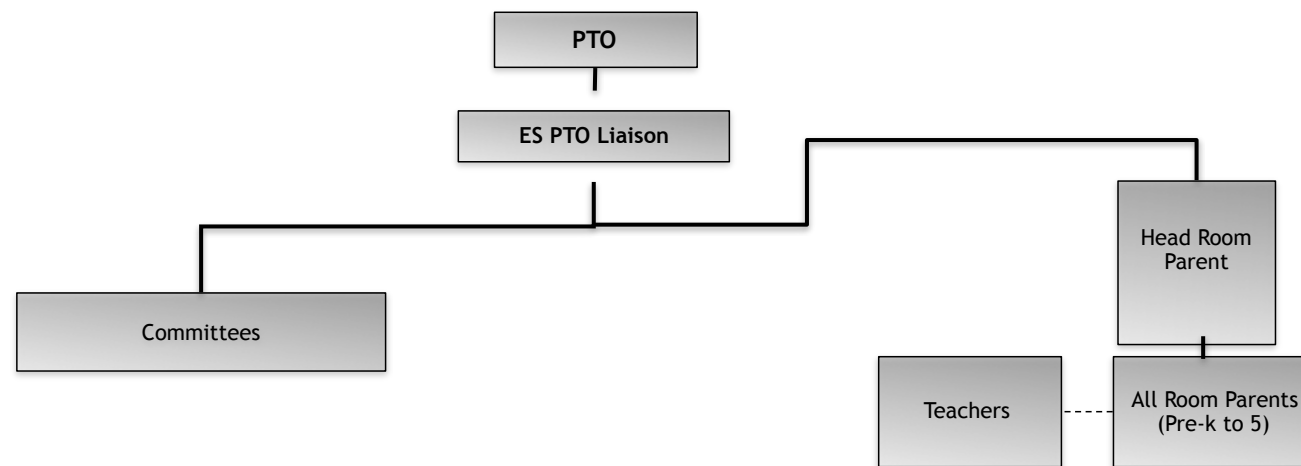 PTO
ES PTO Liaison
Head Room
Parent
Committees
Teachers
All Room Parents
(Pre-k to 5)